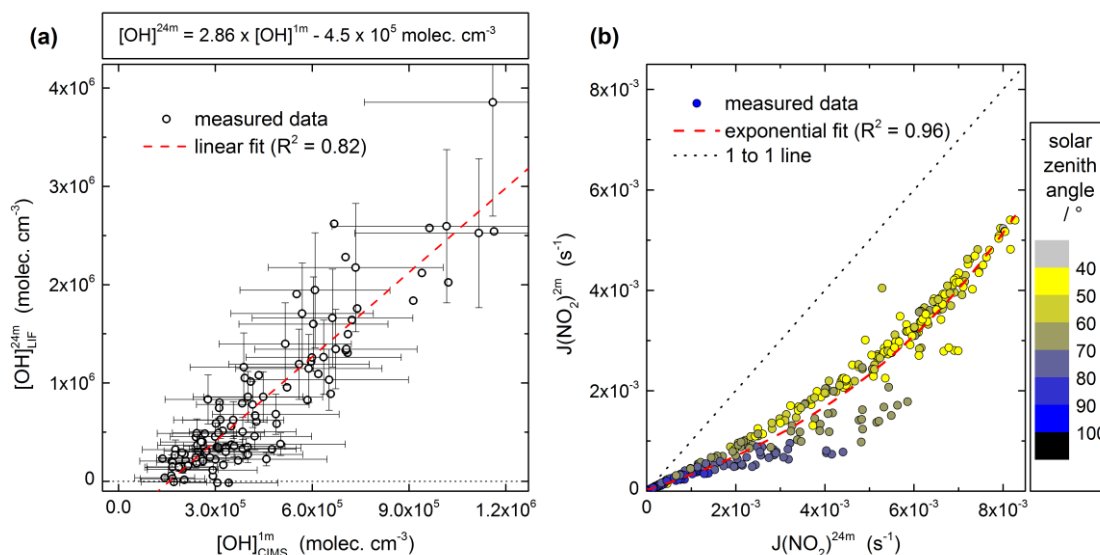 (a)
[OH]²⁴ᵐ = 2.86 x [OH]¹ᵐ - 4.5 x 10⁵ molec. cm⁻³
4x10⁶
3x10⁶
2x10⁶
1x10⁶
0
[OH]²⁴ᵐ_LIF (molec. cm⁻³)
measured data
linear fit (R² = 0.82)
0.0
3.0x10⁵
6.0x10⁵
9.0x10⁵
1.2x10⁶
[OH]¹ᵐ_CIMS (molec. cm⁻³)
(b)
8x10⁻³
6x10⁻³
4x10⁻³
2x10⁻³
0
J(NO₂)²ᵐ (s⁻¹)
measured data
exponential fit (R² = 0.96)
1 to 1 line
0
2x10⁻³
4x10⁻³
6x10⁻³
8x10⁻³
J(NO₂)²⁴ᵐ (s⁻¹)
solar
zenith
angle
/ °
40
50
60
70
80
90
100